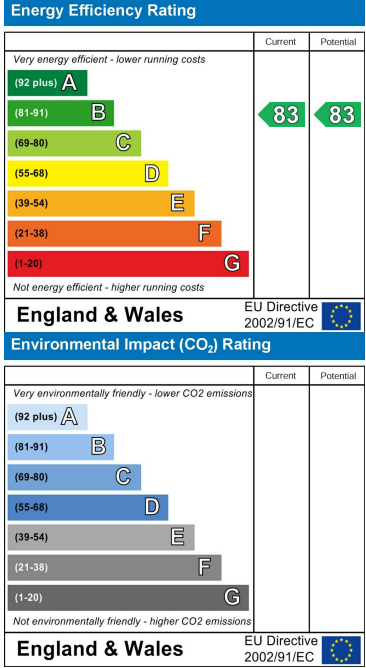 Energy Efficiency Rating
Current Potential
Very energy efficient - lower running costs
(92 plus) A
(81-91) B 83 83
(69-80) C
(55-68) D
(39-54) E
(21-38) F
(1-20) G
Not energy efficient - higher running costs
England & Wales EU Directive 2002/91/EC
Environmental Impact (CO₂) Rating
Current Potential
Very environmentally friendly - lower CO2 emissions
(92 plus) A
(81-91) B
(69-80) C
(55-68) D
(39-54) E
(21-38) F
(1-20) G
Not environmentally friendly - higher CO2 emissions
England & Wales EU Directive 2002/91/EC